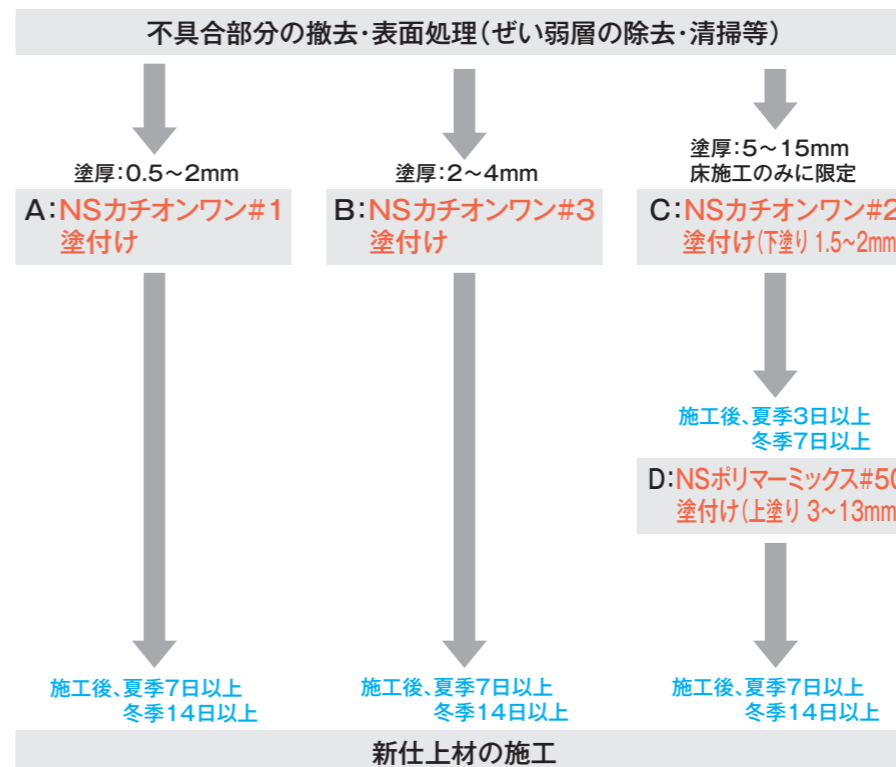 不具合部分の撤去・表面処理(ぜい弱層の除去・清掃等)
塗厚:0.5～2mm
A:NSカチオンワン#1
塗付け
塗厚:2～4mm
B:NSカチオンワン#3
塗付け
塗厚:5～15mm
床施工のみに限定
C:NSカチオンワン#2
塗付け(下塗り 1.5~2mm
施工後、夏季3日以上
冬季7日以上
D:NSポリマーミックス#50
塗付け(上塗り 3~13mm
施工後、夏季7日以上
冬季14日以上
施工後、夏季7日以上
冬季14日以上
施工後、夏季7日以上
冬季14日以上
新仕上材の施工